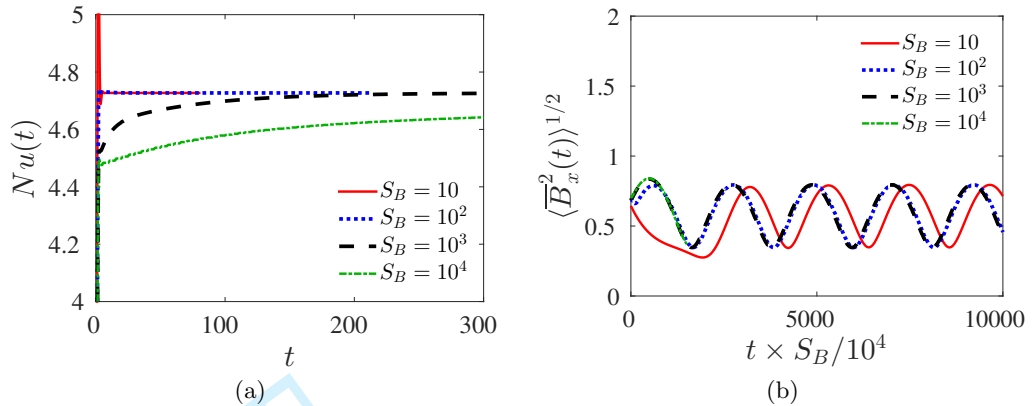 5
4.8
4.6
4.4
4.2
4
Nu(t)
S_B = 10
S_B = 10^2
S_B = 10^3
S_B = 10^4
0 100 200 300
t
(a)
2
1.5
1
0.5
0
⟨\overline{B}_x^2(t)⟩^{1/2}
S_B = 10
S_B = 10^2
S_B = 10^3
S_B = 10^4
0 5000 10000
t × S_B/10^4
(b)